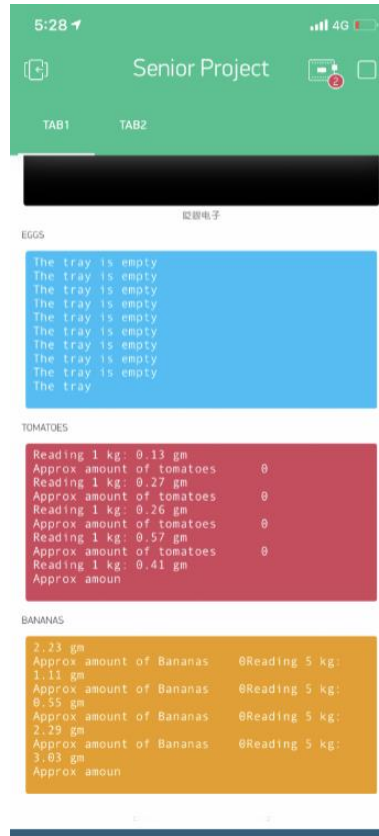 5:28
4G
Senior Project
2
TAB1 TAB2
电子
EGGS
The tray is empty
The tray is empty
The tray is empty
The tray is empty
The tray is empty
The tray is empty
The tray is empty
The tray is empty
The tray is empty
The tray
TOMATOES
Reading 1 kg: 0.13 gm
Approx amount of tomatoes 0
Reading 1 kg: 0.27 gm
Approx amount of tomatoes 0
Reading 1 kg: 0.26 gm
Approx amount of tomatoes 0
Reading 1 kg: 0.57 gm
Approx amount of tomatoes 0
Reading 1 kg: 0.41 gm
Approx amoun
BANANAS
2.23 gm
Approx amount of Bananas 0Reading 5 kg:
1.11 gm
Approx amount of Bananas 0Reading 5 kg:
0.55 gm
Approx amount of Bananas 0Reading 5 kg:
2.29 gm
Approx amount of Bananas 0Reading 5 kg:
3.03 gm
Approx amoun